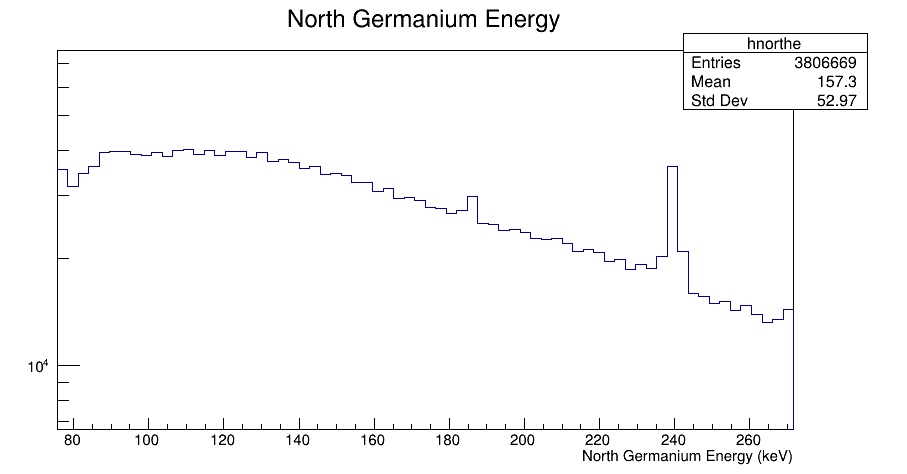 North Germanium Energy
hnorthe
Entries 3806669
Mean 157.3
Std Dev 52.97
10⁴
80 100 120 140 160 180 200 220 240 260
North Germanium Energy (keV)